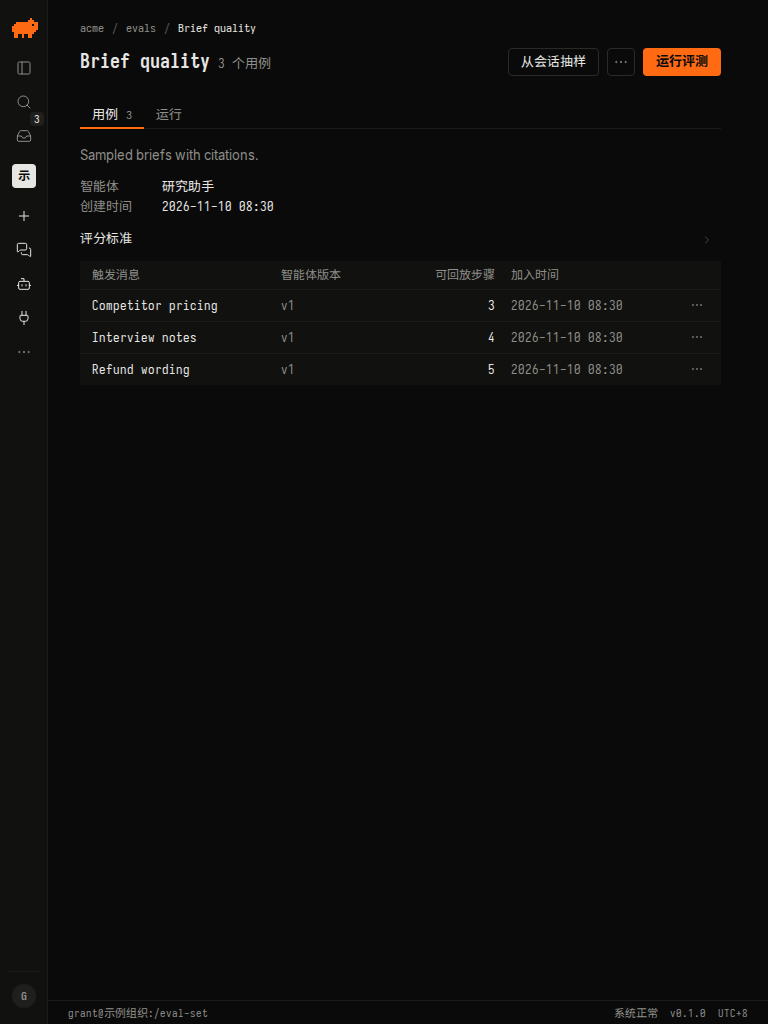 acme / evals / Brief quality
Brief quality 3 个用例
从会话抽样
···
运行评测
3
示
用例 3
运行
Sampled briefs with citations.
智能体 研究助手
创建时间 2026-11-10 08:30
评分标准
触发消息 智能体版本 可回放步骤 加入时间
Competitor pricing v1 3 2026-11-10 08:30 ···
Interview notes v1 4 2026-11-10 08:30 ···
Refund wording v1 5 2026-11-10 08:30 ···
G
grant@示例组织:/eval-set
系统正常 v0.1.0 UTC+8